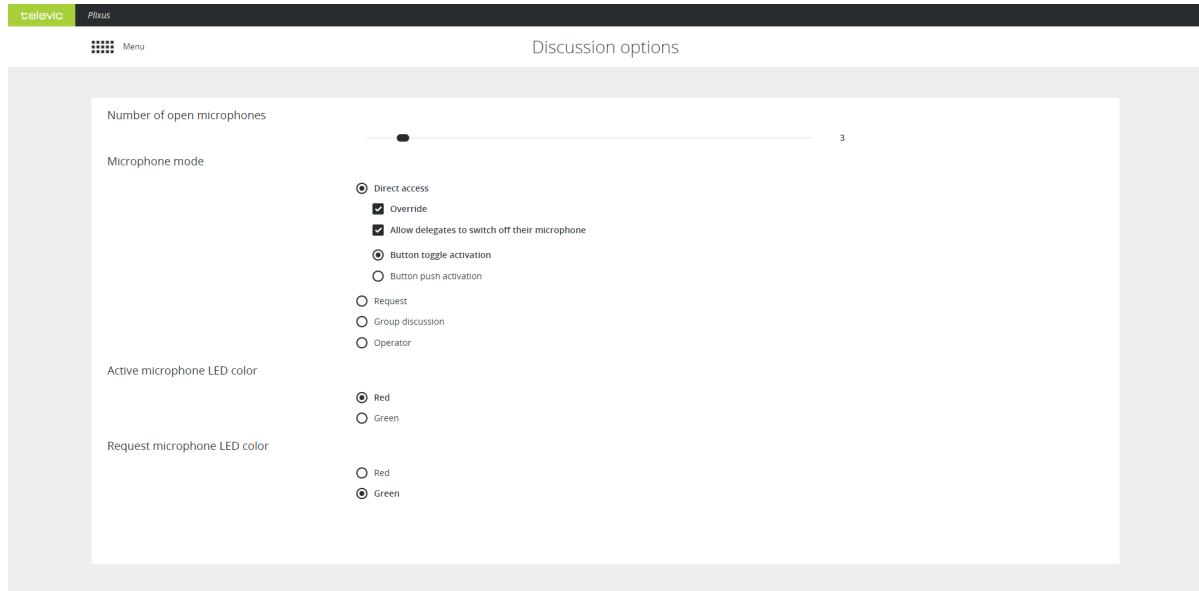 televic Plixus
Menu Discussion options
Number of open microphones
3
Microphone mode
Direct access
Override
Allow delegates to switch off their microphone
Button toggle activation
Button push activation
Request
Group discussion
Operator
Active microphone LED color
Red
Green
Request microphone LED color
Red
Green